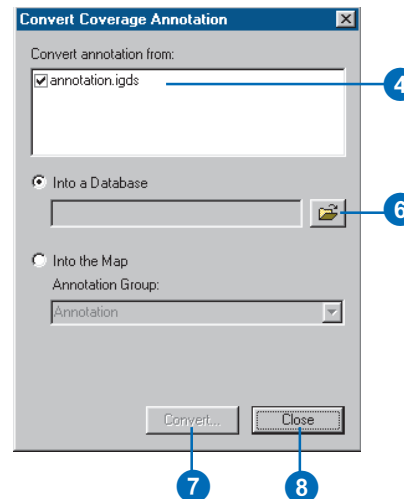 Convert Coverage Annotation
Convert annotation from:
annotation.igds
4
Into a Database
6
Into the Map
Annotation Group:
Annotation
Convert...
Close
7
8